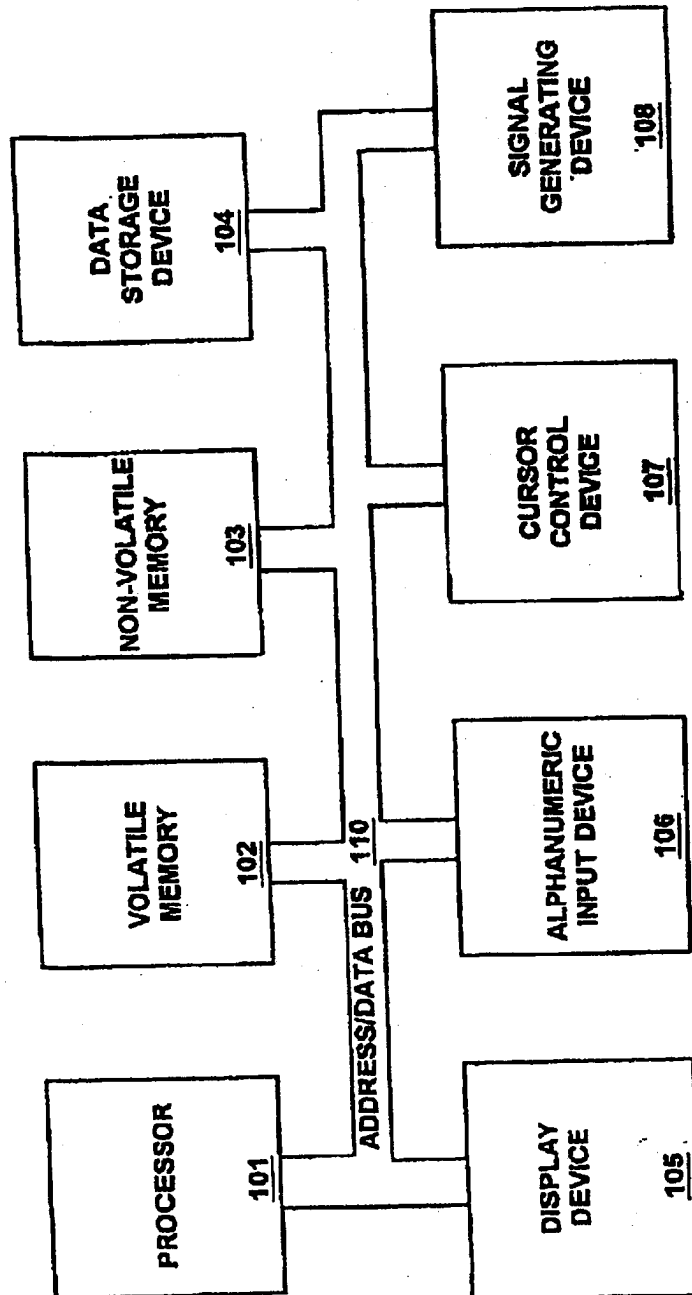 PROCESSOR
101
VOLATILE
MEMORY
102
NON-VOLATILE
MEMORY
103
DATA
STORAGE
DEVICE
104
ADDRESS/DATA BUS 110
DISPLAY
DEVICE
105
ALPHANUMERIC
INPUT DEVICE
106
CURSOR
CONTROL
DEVICE
107
SIGNAL
GENERATING
DEVICE
108